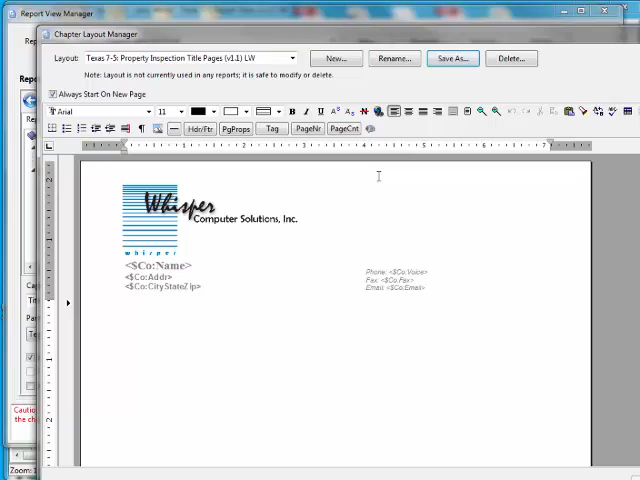 Report View Manager
Chapter Layout Manager
Layout: Texas 7-5: Property Inspection Title Pages (v1.1) LW
New... Rename... Save As... Delete...
Note: Layout is not currently used in any reports; it is safe to modify or delete.
Always Start On New Page
Arial 11 B I U
Hdr/Ftr PgProps Tag PageNr PageCnt
Whisper
Computer Solutions, Inc.
whisper
<$Co:Name>
<$Co:Addr>
<$Co:CityStateZip>
Phone: <$Co:Voice>
Fax: <$Co:Fax>
Email: <$Co:Email>
Zoom: 1